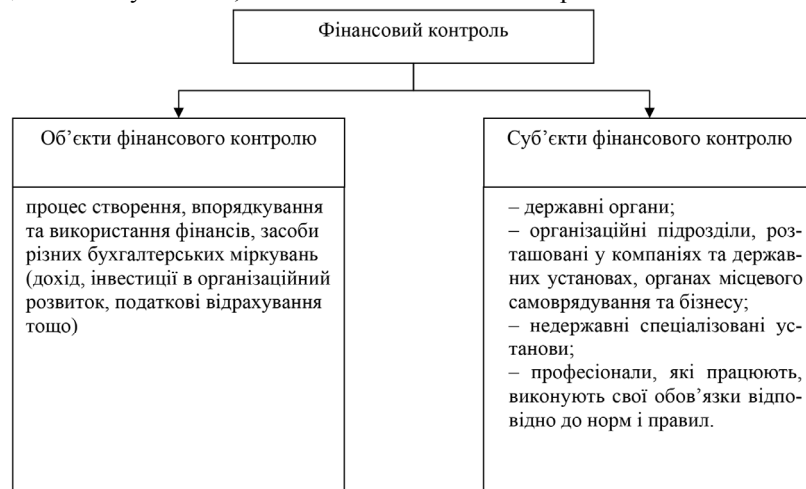 Фінансовий контроль
Об’єкти фінансового контролю
процес створення, впорядкування
та використання фінансів, засоби
різних бухгалтерських міркувань
(дохід, інвестиції в організаційний
розвиток, податкові відрахування
тощо)
Суб’єкти фінансового контролю
– державні органи;
– організаційні підрозділи, роз-
ташовані у компаніях та держав-
них установах, органах місцевого
самоврядування та бізнесу;
– недержавні спеціалізовані ус-
танови;
– професіонали, які працюють,
виконують свої обов’язки відпо-
відно до норм і правил.